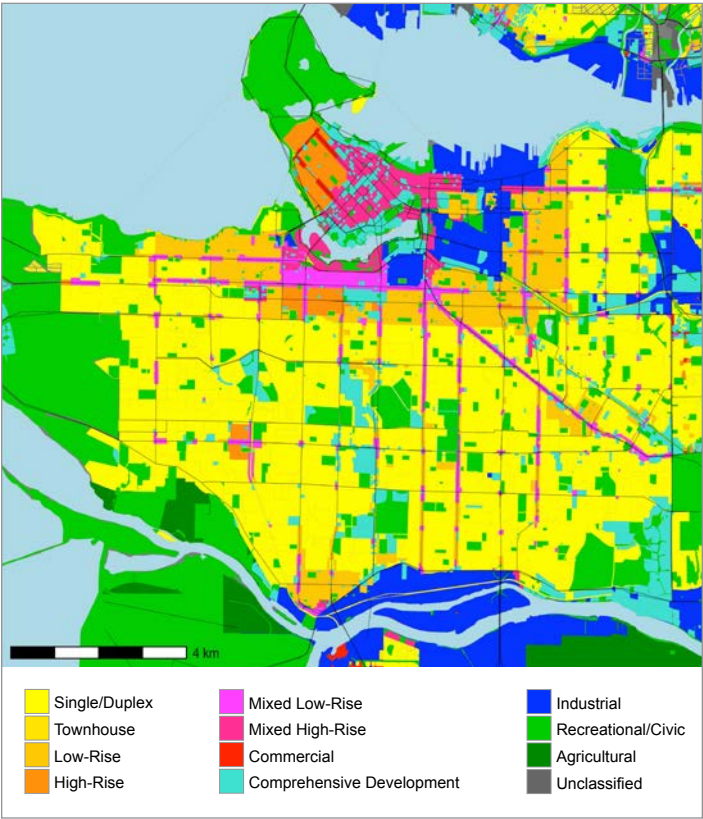 4 km
Single/Duplex
Townhouse
Low-Rise
High-Rise
Mixed Low-Rise
Mixed High-Rise
Commercial
Comprehensive Development
Industrial
Recreational/Civic
Agricultural
Unclassified